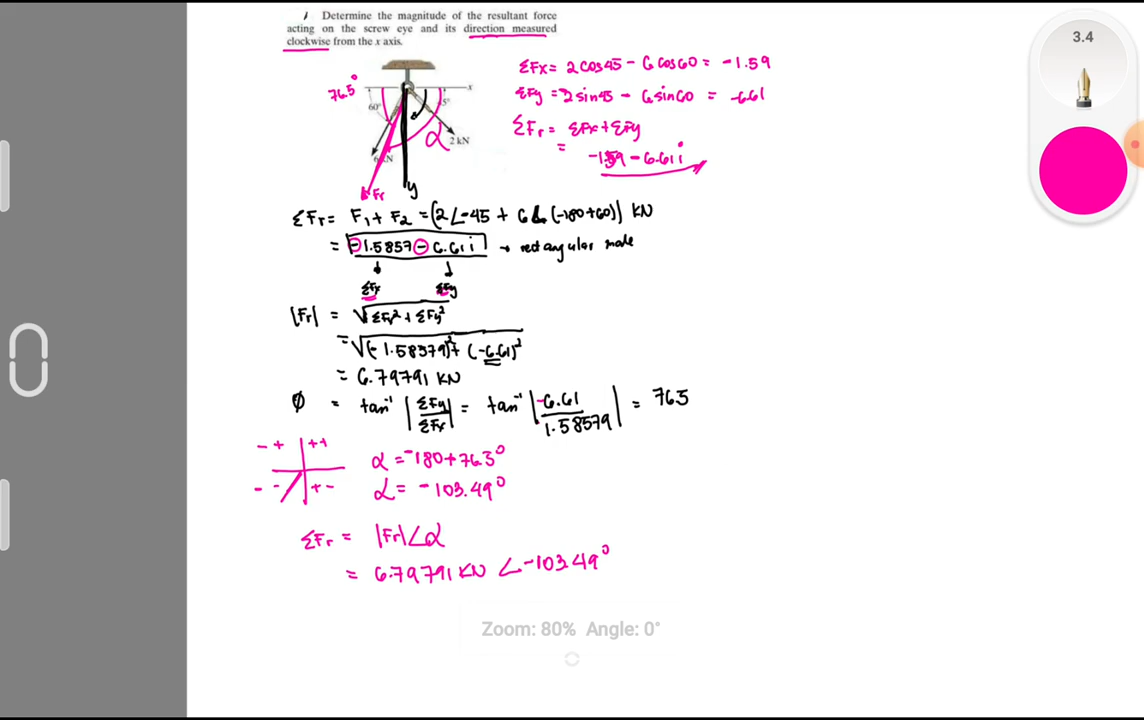 1 Determine the magnitude of the resultant force
acting on the screw eye and its direction measured
clockwise from the x axis.
3.4
76.5°
x
60°
45°
α
2 kN
6 kN
Fr
y
ΣFx = 2cos45 - 6cos60 = -1.59
ΣFy = 2sin45 - 6sin60 = -6.61
ΣFr = ΣFx + ΣFy
= -1.59 - 6.61i
ΣFr = F1 + F2 = (2∠-45 + 6∠(-180+60)) kN
= -1.5857 - 6.61i → rectangular mode
ΣFx ΣFy
|Fr| = √ΣFx² + ΣFy²
= √(-1.58579)² + (-6.61)²
= 6.79791 KN
Ø = tan⁻¹ |ΣFy/ΣFx| = tan⁻¹ |-6.61/1.58579| = 76.5
- + ++
α = -180+76.5°
- - + -
α = -103.49°
ΣFr = |Fr|∠α
= 6.79791 KN ∠-103.49°
Zoom: 80% Angle: 0°